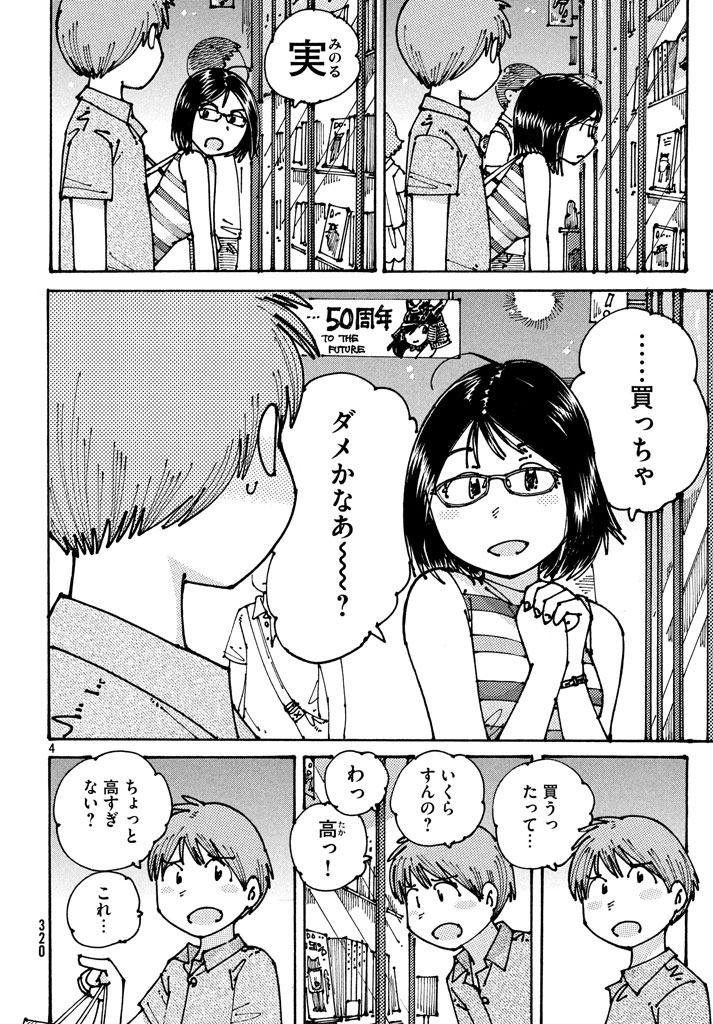 みのる
実
50周年
TO THE
FUTURE
……買っちゃ
ダメかなあ〜〜〜?
4
買うっ
たって…
いくら
すんの?
わっ
たか
高っ!
ちょっと
高すぎ
ない?
これ…
320